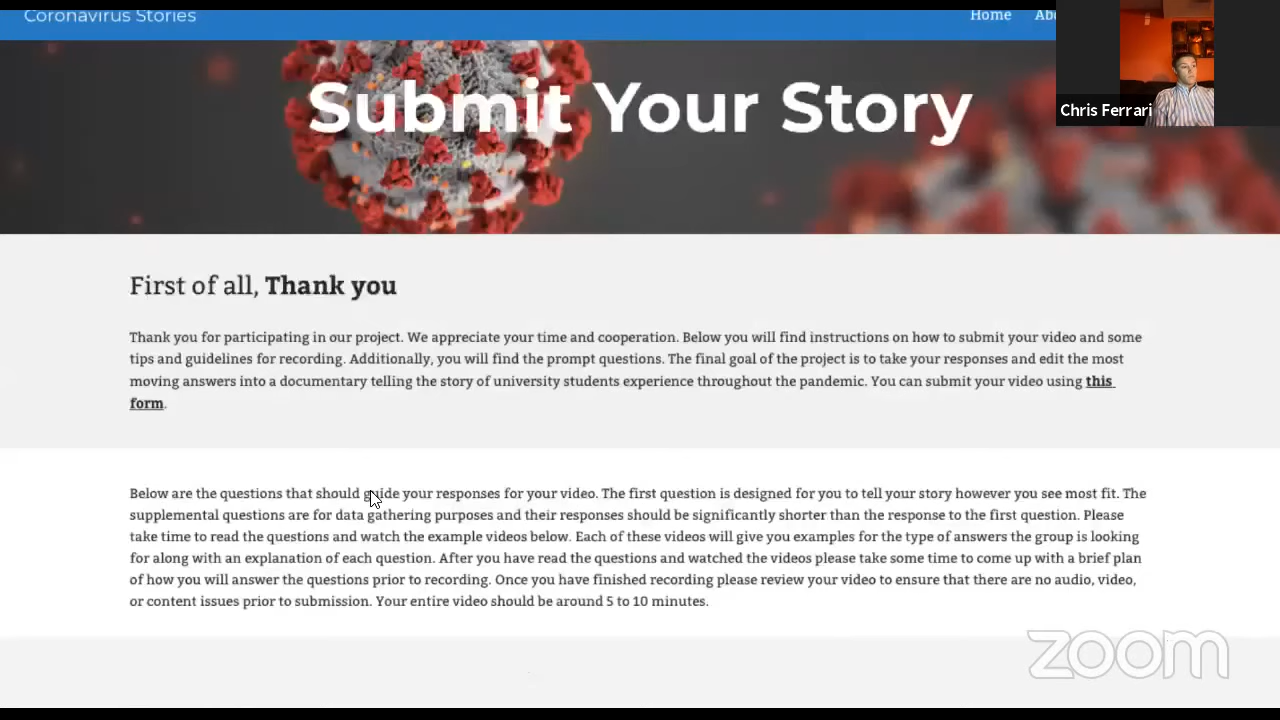 Coronavirus Stories
Home
Submit Your Story
Chris Ferrari
First of all, Thank you
Thank you for participating in our project. We appreciate your time and cooperation. Below you will find instructions on how to submit your video and some
tips and guidelines for recording. Additionally, you will find the prompt questions. The final goal of the project is to take your responses and edit the most
moving answers into a documentary telling the story of university students experience throughout the pandemic. You can submit your video using this
form.
Below are the questions that should guide your responses for your video. The first question is designed for you to tell your story however you see most fit. The
supplemental questions are for data gathering purposes and their responses should be significantly shorter than the response to the first question. Please
take time to read the questions and watch the example videos below. Each of these videos will give you examples for the type of answers the group is looking
for along with an explanation of each question. After you have read the questions and watched the videos please take some time to come up with a brief plan
of how you will answer the questions prior to recording. Once you have finished recording please review your video to ensure that there are no audio, video,
or content issues prior to submission. Your entire video should be around 5 to 10 minutes.
zoom